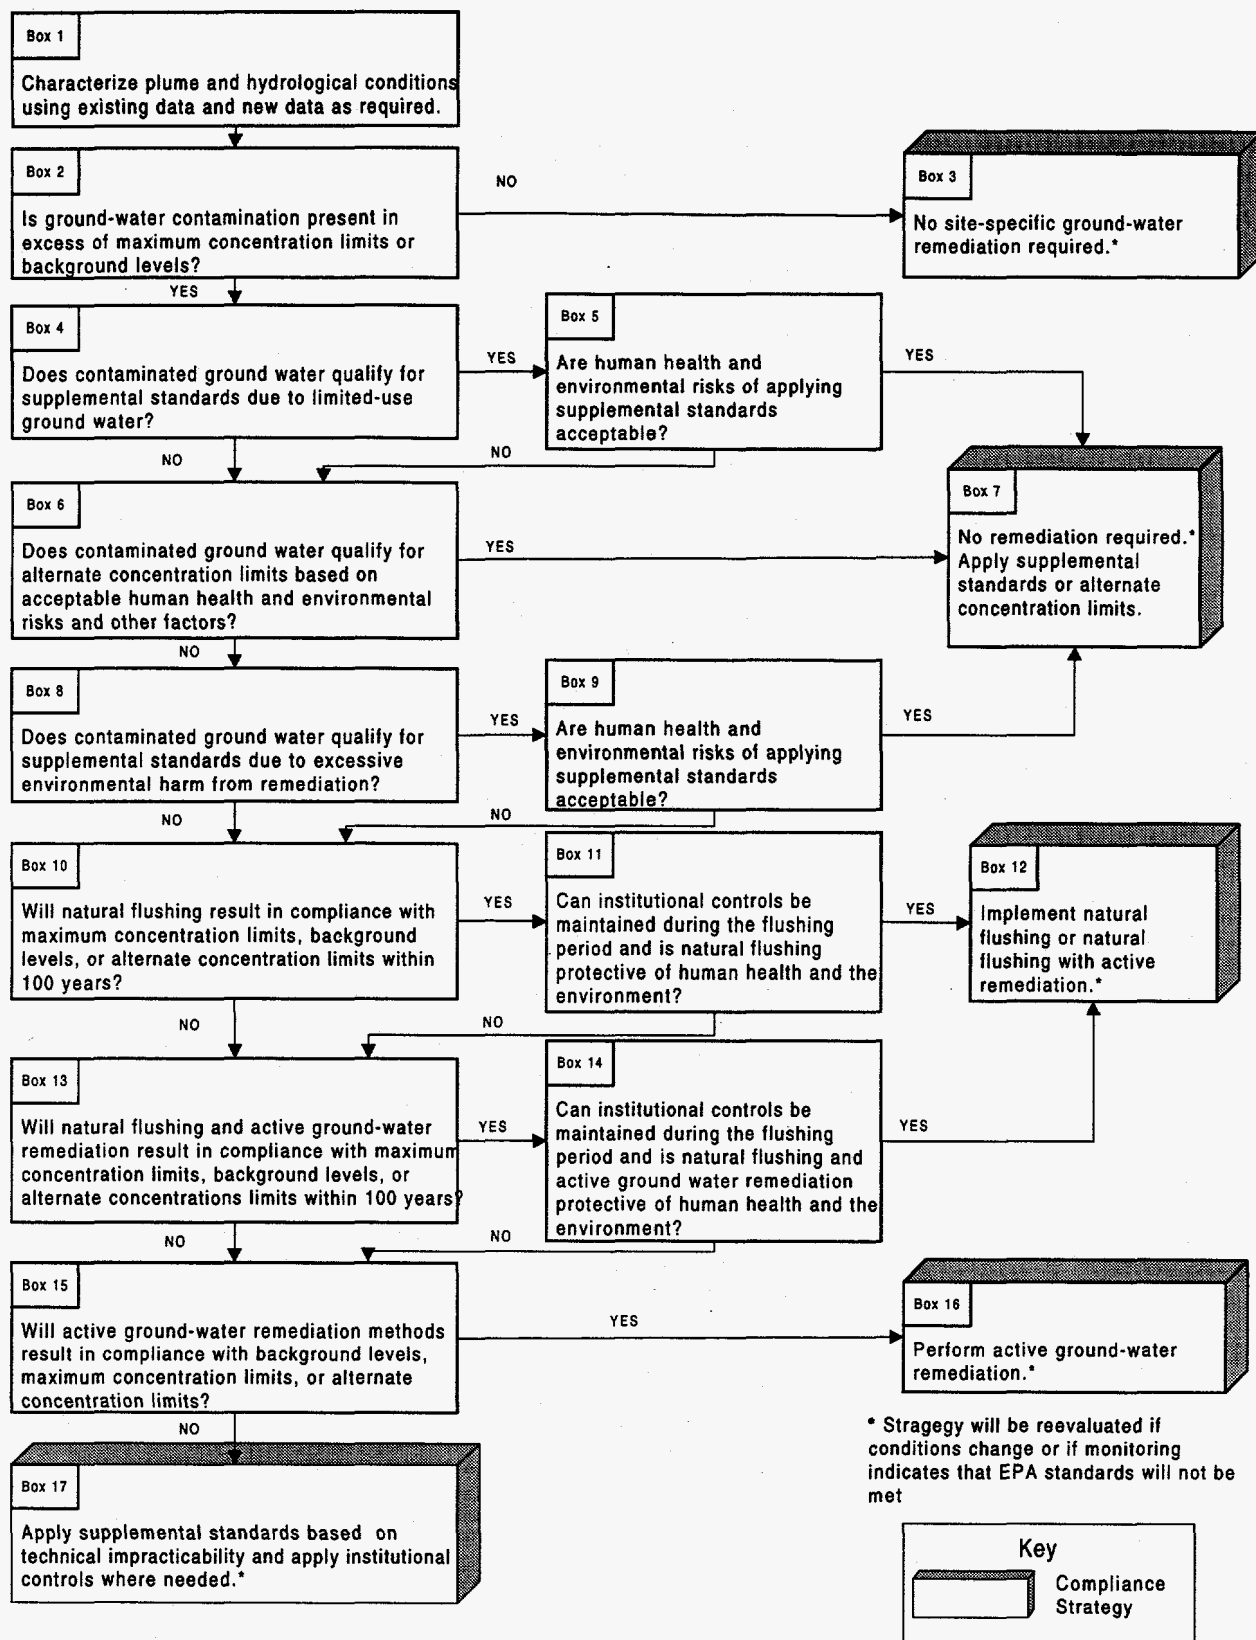 Box 1
Characterize plume and hydrological conditions
using existing data and new data as required.
Box 2
Is ground-water contamination present in
excess of maximum concentration limits or
background levels?
NO
Box 3
No site-specific ground-water
remediation required.*
YES
Box 4
Does contaminated ground water qualify for
supplemental standards due to limited-use
ground water?
YES
Box 5
Are human health and
environmental risks of applying
supplemental standards
acceptable?
YES
NO
NO
Box 6
Does contaminated ground water qualify for
alternate concentration limits based on
acceptable human health and environmental
risks and other factors?
YES
Box 7
No remediation required.*
Apply supplemental
standards or alternate
concentration limits.
NO
Box 8
Does contaminated ground water qualify for
supplemental standards due to excessive
environmental harm from remediation?
YES
Box 9
Are human health and
environmental risks of applying
supplemental standards
acceptable?
YES
NO
NO
Box 10
Will natural flushing result in compliance with
maximum concentration limits, background
levels, or alternate concentration limits within
100 years?
YES
Box 11
Can institutional controls be
maintained during the flushing
period and is natural flushing
protective of human health and the
environment?
YES
Box 12
Implement natural
flushing or natural
flushing with active
remediation.*
NO
NO
Box 13
Will natural flushing and active ground-water
remediation result in compliance with maximum
concentration limits, background levels, or
alternate concentrations limits within 100 years?
YES
Box 14
Can institutional controls be
maintained during the flushing
period and is natural flushing and
active ground water remediation
protective of human health and the
environment?
YES
NO
NO
Box 15
Will active ground-water remediation methods
result in compliance with background levels,
maximum concentration limits, or alternate
concentration limits?
YES
Box 16
Perform active ground-water
remediation.*
NO
Box 17
Apply supplemental standards based on
technical impracticability and apply institutional
controls where needed.*
* Stragegy will be reevaluated if
conditions change or if monitoring
indicates that EPA standards will not be
met
Key
Compliance
Strategy